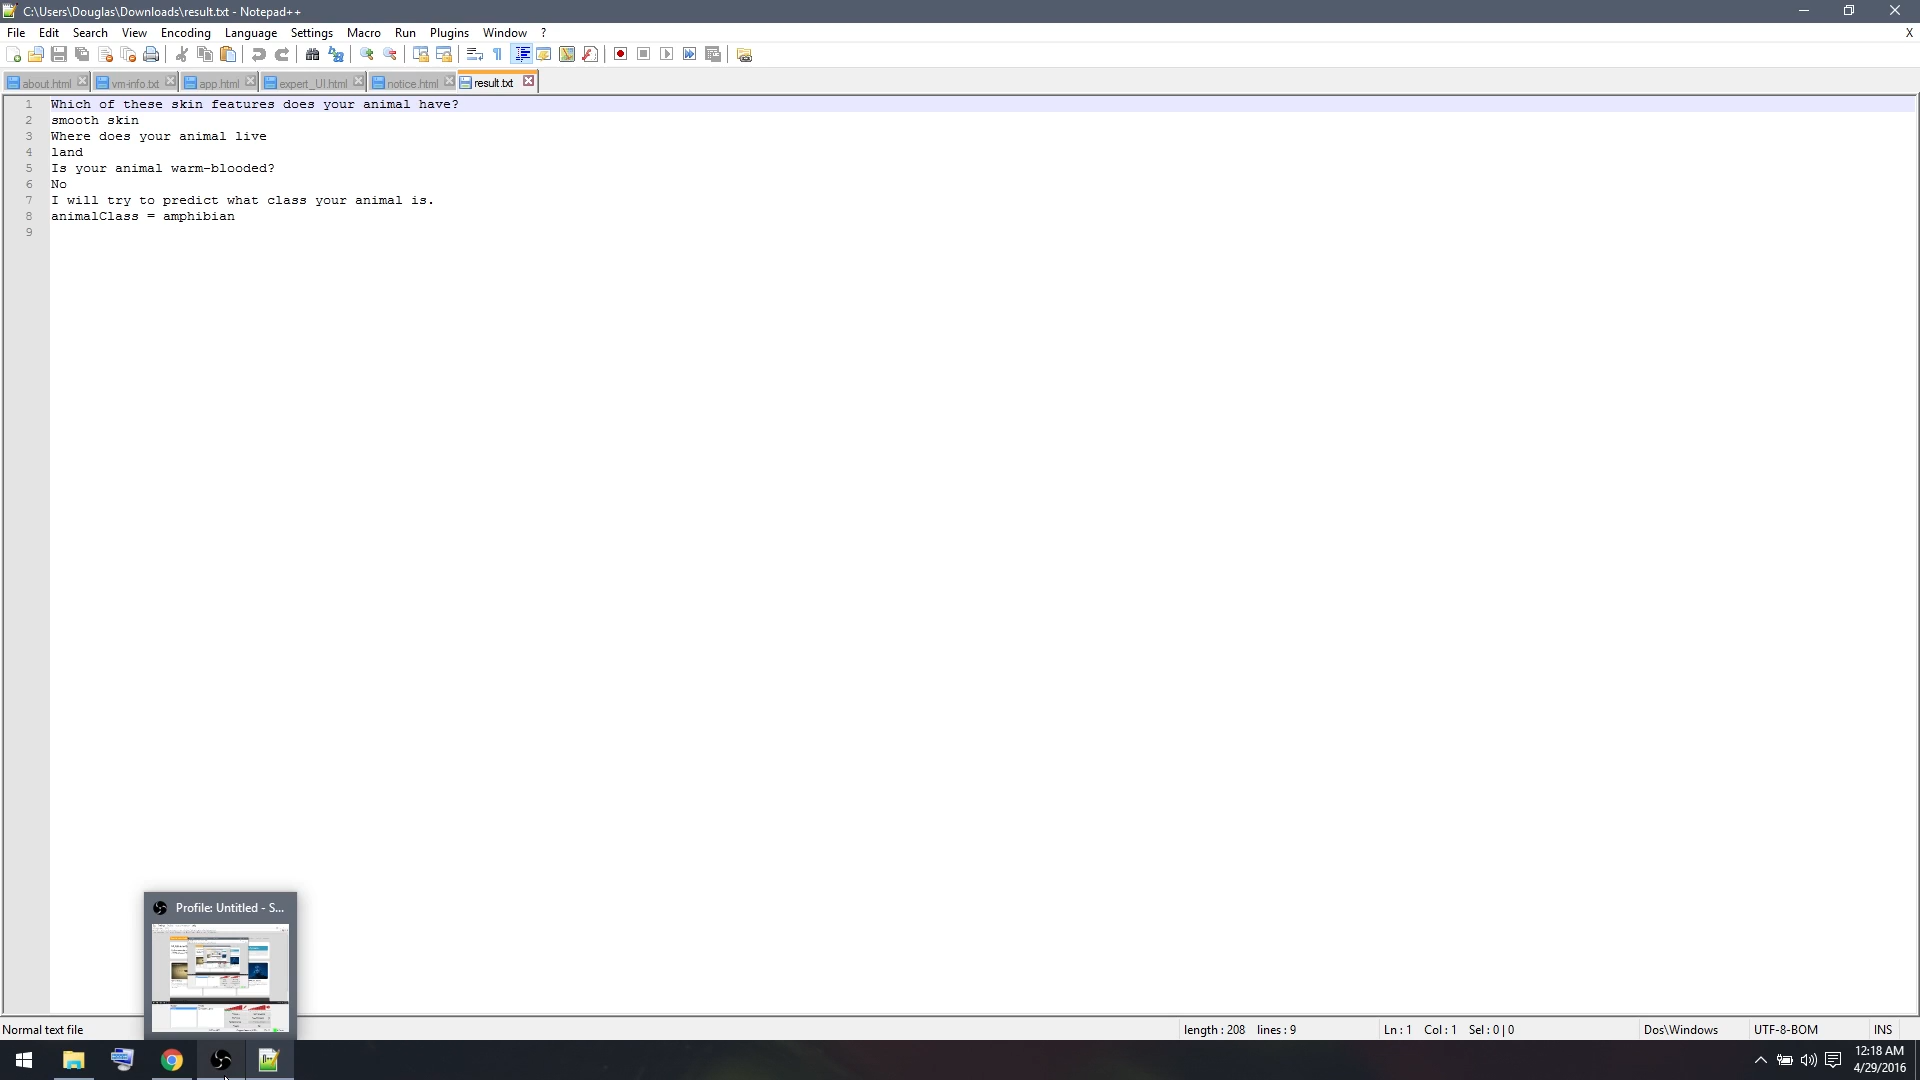 C:\Users\Douglas\Downloads\result.txt - Notepad++
File Edit Search View Encoding Language Settings Macro Run Plugins Window ? X
about.html vm-info.txt app.html expert_UI.html notice.html result.txt
1 Which of these skin features does your animal have?
2 smooth skin
3 Where does your animal live
4 land
5 Is your animal warm-blooded?
6 No
7 I will try to predict what class your animal is.
8 animalClass = amphibian
9
Profile: Untitled - S...
Normal text file length : 208 lines : 9 Ln : 1 Col : 1 Sel : 0 | 0 Dos\Windows UTF-8-BOM INS
12:18 AM
4/29/2016